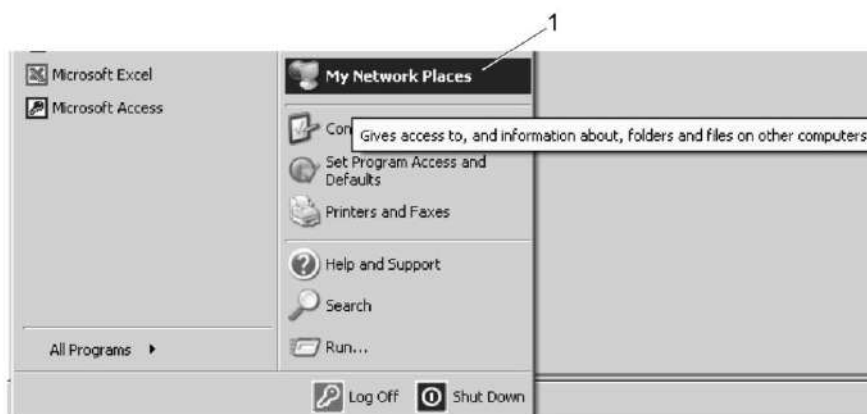 1
Microsoft Excel
Microsoft Access
All Programs
My Network Places
Con
Gives access to, and information about, folders and files on other computers
Set Program Access and
Defaults
Printers and Faxes
Help and Support
Search
Run...
Log Off
Shut Down